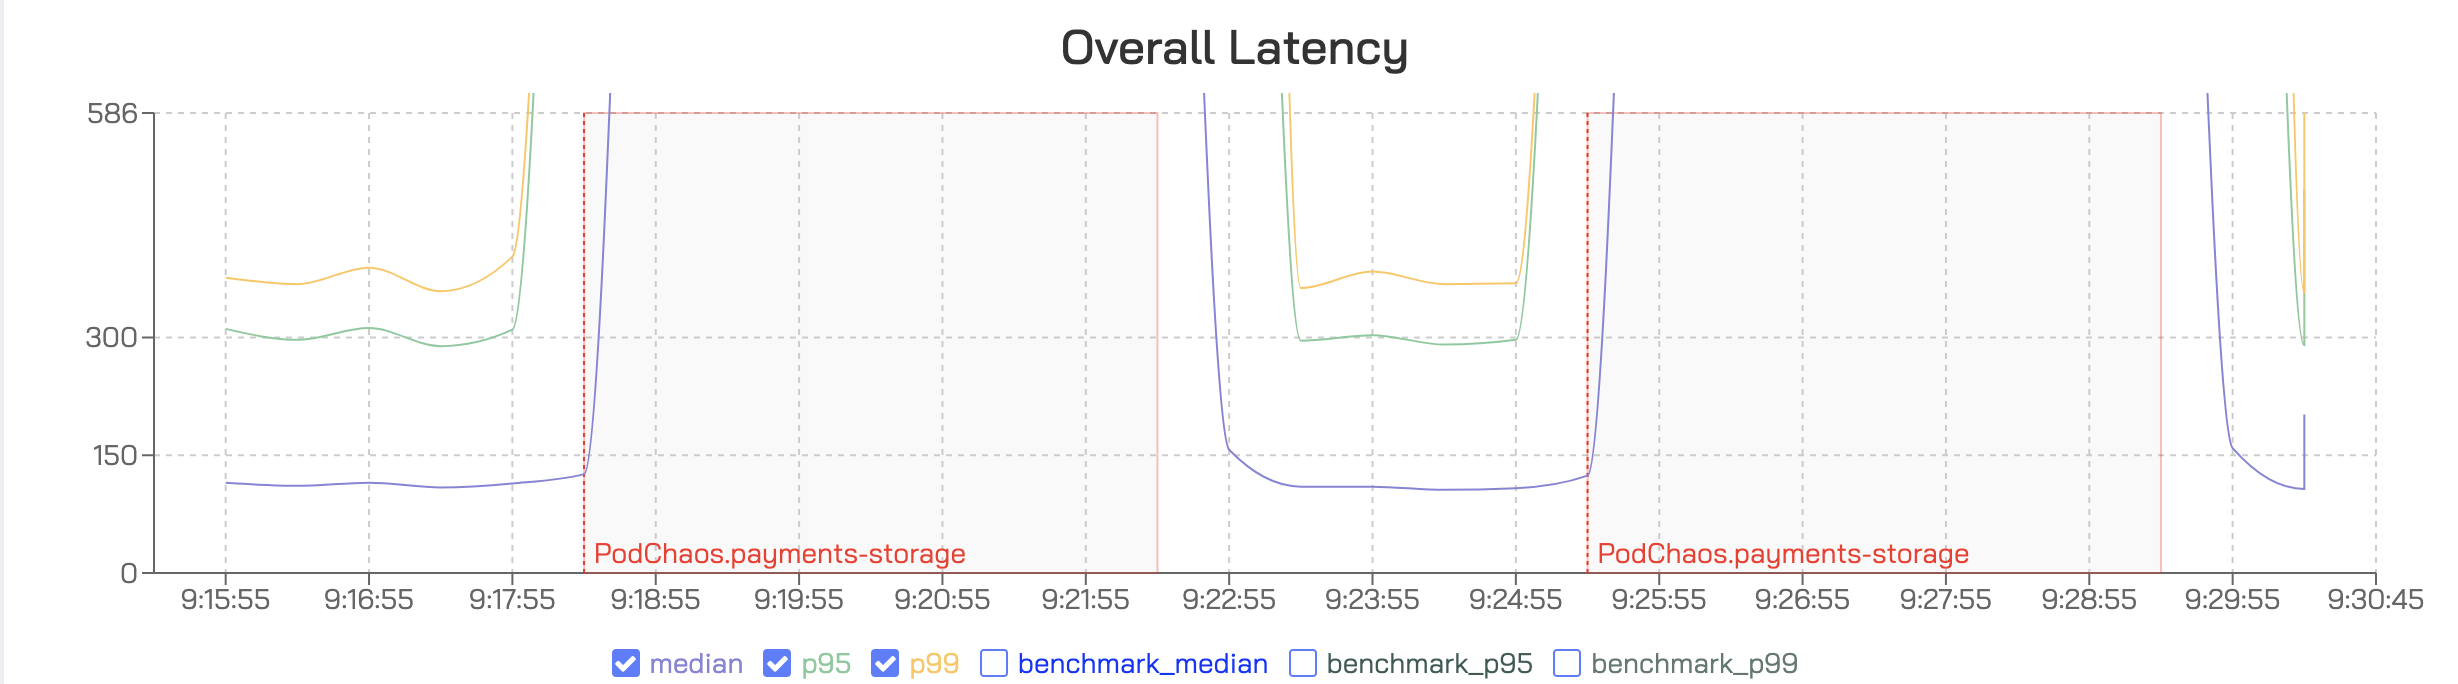 Overall Latency
586
300
150
0
PodChaos.payments-storage PodChaos.payments-storage
9:15:55 9:16:55 9:17:55 9:18:55 9:19:55 9:20:55 9:21:55 9:22:55 9:23:55 9:24:55 9:25:55 9:26:55 9:27:55 9:28:55 9:29:55 9:30:45
median p95 p99 benchmark_median benchmark_p95 benchmark_p99